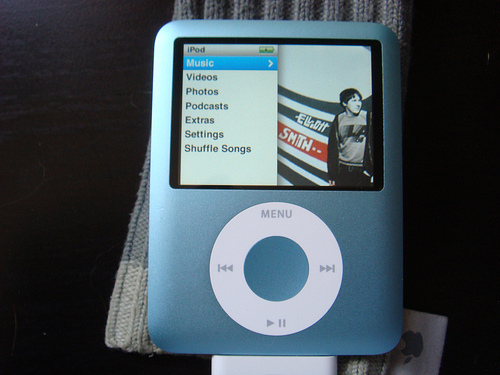 iPod
Music
Videos
Photos
Podcasts
Extras
Settings
Shuffle Songs
Elliott
SMITH
MENU